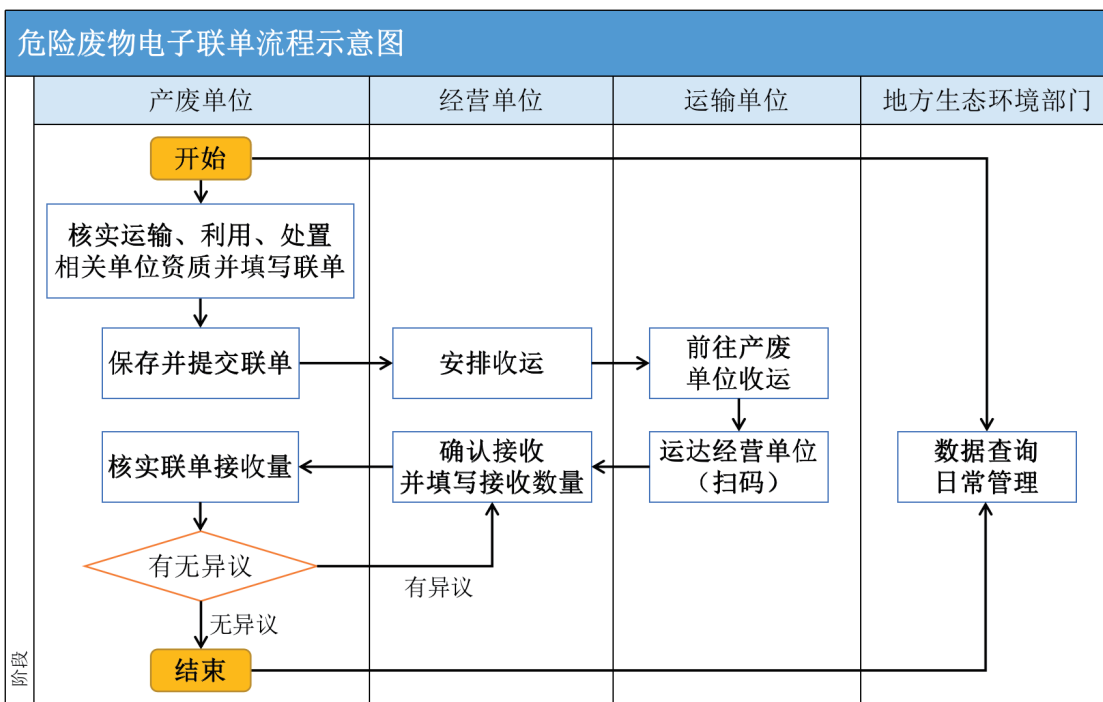 危险废物电子联单流程示意图
产废单位
经营单位
运输单位
地方生态环境部门
开始
核实运输、利用、处置
相关单位资质并填写联单
保存并提交联单
安排收运
前往产废
单位收运
核实联单接收量
确认接收
并填写接收数量
运达经营单位
（扫码）
数据查询
日常管理
有无异议
有异议
无异议
结束
阶段